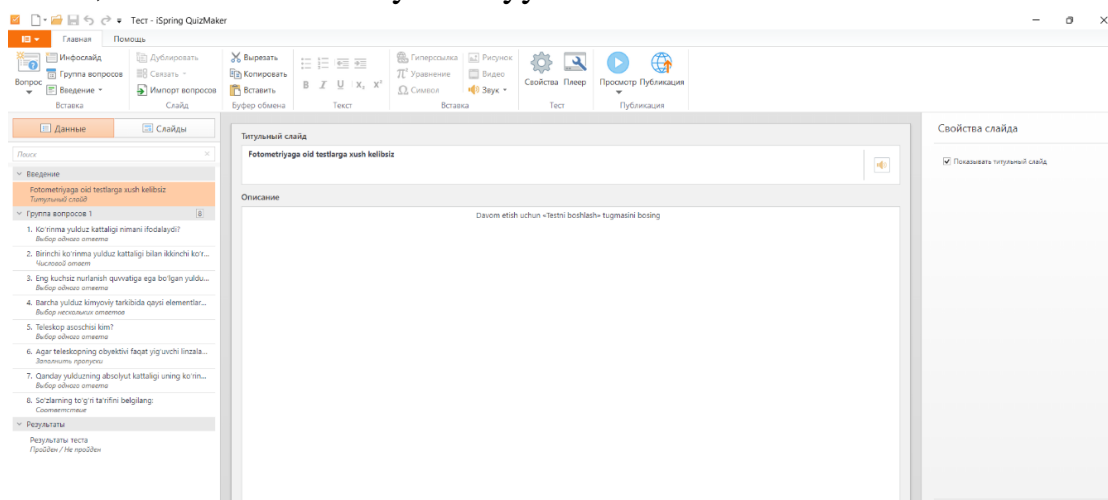 Тест - iSpring QuizMaker
Главная Помощь
Вопрос
Инфослайд
Группа вопросов
Введение
Вставка
Дублировать
Связать
Импорт вопросов
Слайд
Вырезать
Копировать
Вставить
Буфер обмена
B I U X₂ X²
Текст
Гиперссылка
Уравнение
Символ
Рисунок
Видео
Звук
Вставка
Свойства Плеер
Тест
Просмотр Публикация
Публикация
Данные Слайды
Поиск
Введение
Fotometriyaga oid testlarga xush kelibsiz
Титульный слайд
Группа вопросов 1
1. Ko'rinma yulduz kattaligi nimani ifodalaydi?
Выбор одного ответа
2. Birinchi ko'rinma yulduz kattaligi bilan ikkinchi ko'r...
Числовой ответ
3. Eng kuchsiz nurlanish quvvatiga ega bo'lgan yuldu...
Выбор одного ответа
4. Barcha yulduz kimyoviy tarkibida qaysi elementlar...
Выбор нескольких ответов
5. Teleskop asoschisi kim?
Выбор одного ответа
6. Agar teleskopning obyektivi faqat yig'uvchi linzala...
Заполнить пропуски
7. Qanday yulduzning absolyut kattaligi uning ko'rin...
Выбор одного ответа
8. So'zlarning to'g'ri ta'rifini belgilang:
Соответствие
Результаты
Результаты теста
Пройден / Не пройден
Титульный слайд
Fotometriyaga oid testlarga xush kelibsiz
Описание
Davom etish uchun «Testni boshlash» tugmasini bosing
Свойства слайда
Показывать титульный слайд